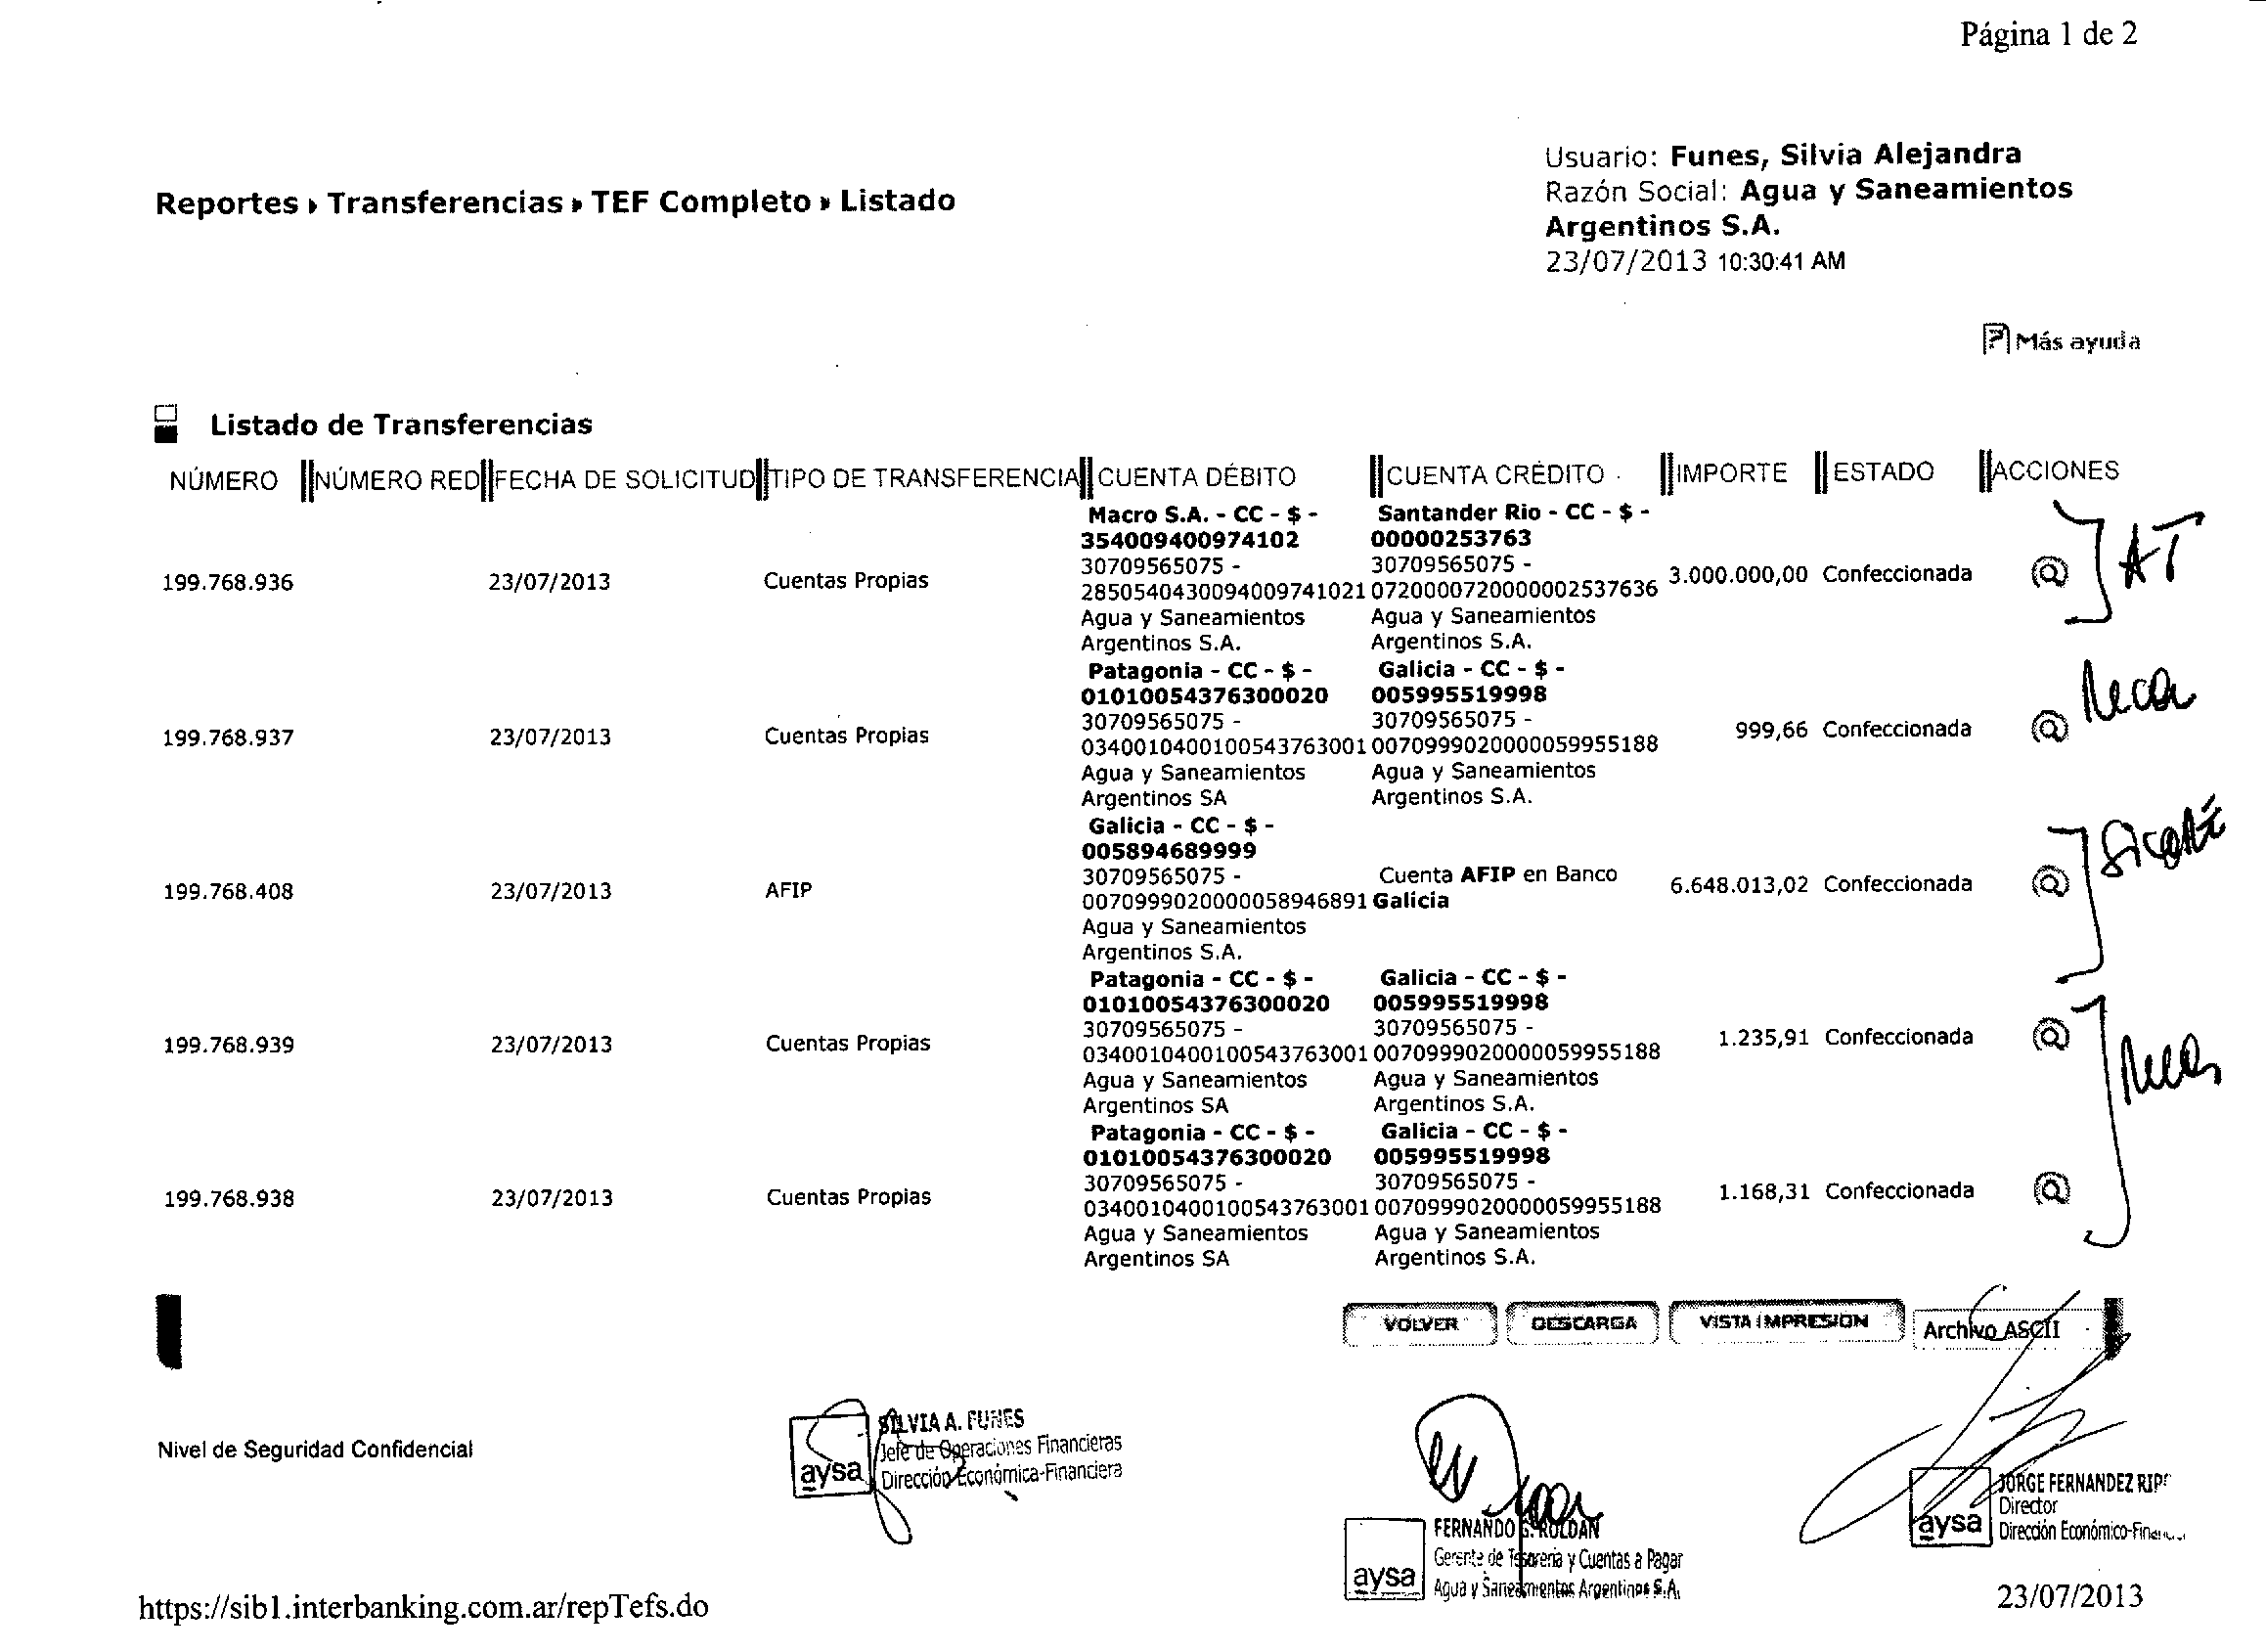 Página 1 de 2
Usuario: Funes, Silvia Alejandra
Razón Social: Agua y Saneamientos
Argentinos S.A.
23/07/2013 10:30:41 AM
Reportes » Transferencias » TEF Completo » Listado
Más ayuda
Listado de Transferencias
NÚMERO NÚMERO RED FECHA DE SOLICITUD TIPO DE TRANSFERENCIA CUENTA DÉBITO CUENTA CRÉDITO IMPORTE ESTADO ACCIONES
Macro S.A. - CC - $ - Santander Rio - CC - $ -
354009400974102 00000253763
30709565075 - 30709565075 -
199.768.936 23/07/2013 Cuentas Propias 2850540430094009741021 0720000720000002537636 3.000.000,00 Confeccionada AT
Agua y Saneamientos Agua y Saneamientos
Argentinos S.A. Argentinos S.A.
Patagonia - CC - $ - Galicia - CC - $ -
01010054376300020 005995519998
30709565075 - 30709565075 -
199.768.937 23/07/2013 Cuentas Propias 0340010400100543763001 0070999020000059955188 999,66 Confeccionada
Agua y Saneamientos Agua y Saneamientos
Argentinos SA Argentinos S.A.
Galicia - CC - $ -
005894689999
30709565075 - Cuenta AFIP en Banco
199.768.408 23/07/2013 AFIP 0070999020000058946891 Galicia 6.648.013,02 Confeccionada
Agua y Saneamientos
Argentinos S.A.
Patagonia - CC - $ - Galicia - CC - $ -
01010054376300020 005995519998
30709565075 - 30709565075 -
199.768.939 23/07/2013 Cuentas Propias 0340010400100543763001 0070999020000059955188 1.235,91 Confeccionada
Agua y Saneamientos Agua y Saneamientos
Argentinos SA Argentinos S.A.
Patagonia - CC - $ - Galicia - CC - $ -
01010054376300020 005995519998
30709565075 - 30709565075 -
199.768.938 23/07/2013 Cuentas Propias 0340010400100543763001 0070999020000059955188 1.168,31 Confeccionada
Agua y Saneamientos Agua y Saneamientos
Argentinos SA Argentinos S.A.
VOLVER DESCARGA VISTA IMPRESION Archivo ASCII
Nivel de Seguridad Confidencial
aysa
SILVIA A. FUNES
Jefe de Operaciones Financieras
Dirección Económica-Financiera
aysa
FERNANDO G. ROLDAN
Gerente de Tesorería y Cuentas a Pagar
Agua y Saneamientos Argentinos S.A.
aysa
JORGE FERNANDEZ
Director
Dirección
https://sib1.interbanking.com.ar/repTefs.do
23/07/2013